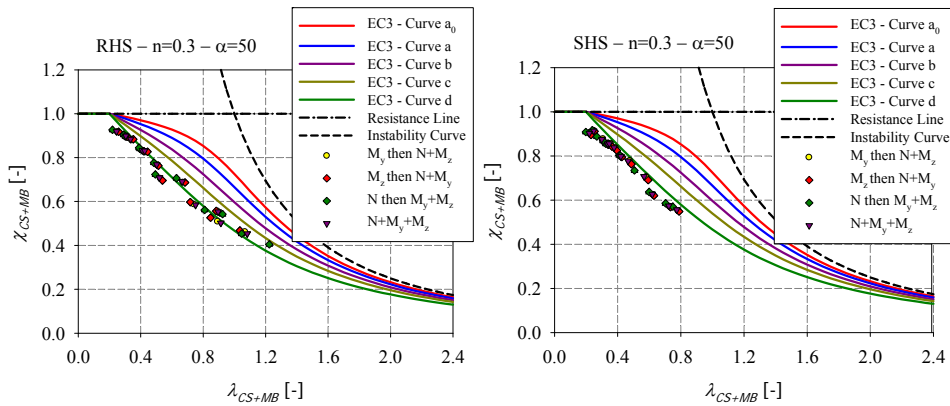 RHS – n=0.3 – α=50
EC3 - Curve a0
EC3 - Curve a
EC3 - Curve b
EC3 - Curve c
EC3 - Curve d
Resistance Line
Instability Curve
My then N+Mz
Mz then N+My
N then My+Mz
N+My+Mz
χCS+MB [-]
1.2
1.0
0.8
0.6
0.4
0.2
0.0
0.0 0.4 0.8 1.2 1.6 2.0 2.4
λCS+MB [-]
SHS – n=0.3 – α=50
EC3 - Curve a0
EC3 - Curve a
EC3 - Curve b
EC3 - Curve c
EC3 - Curve d
Resistance Line
Instability Curve
My then N+Mz
Mz then N+My
N then My+Mz
N+My+Mz
χCS+MB [-]
1.2
1.0
0.8
0.6
0.4
0.2
0.0
0.0 0.4 0.8 1.2 1.6 2.0 2.4
λCS+MB [-]